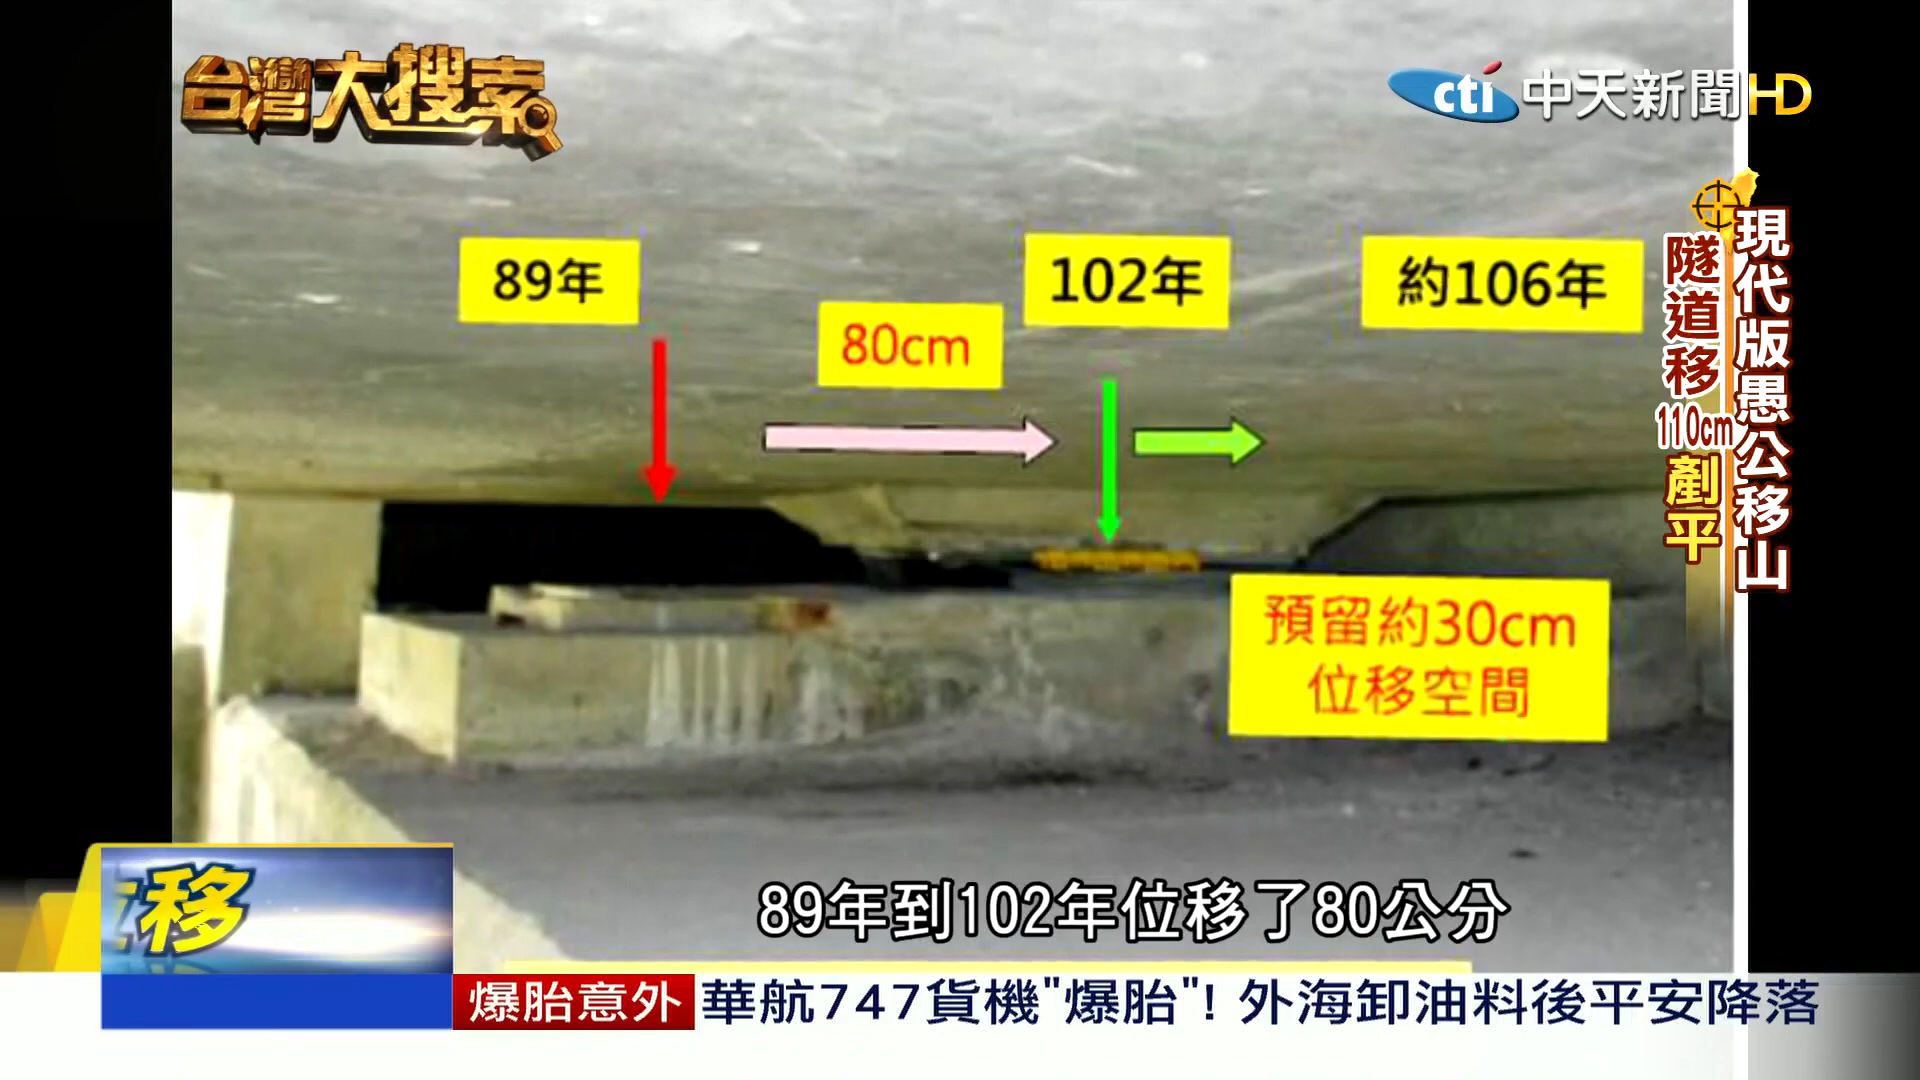 台灣大搜索
cti 中天新聞HD
現代版愚公移山
隧道移110cm剷平
89年
102年
約106年
80cm
預留約30cm
位移空間
89年到102年位移了80公分
移
爆胎意外 華航747貨機"爆胎"! 外海卸油料後平安降落